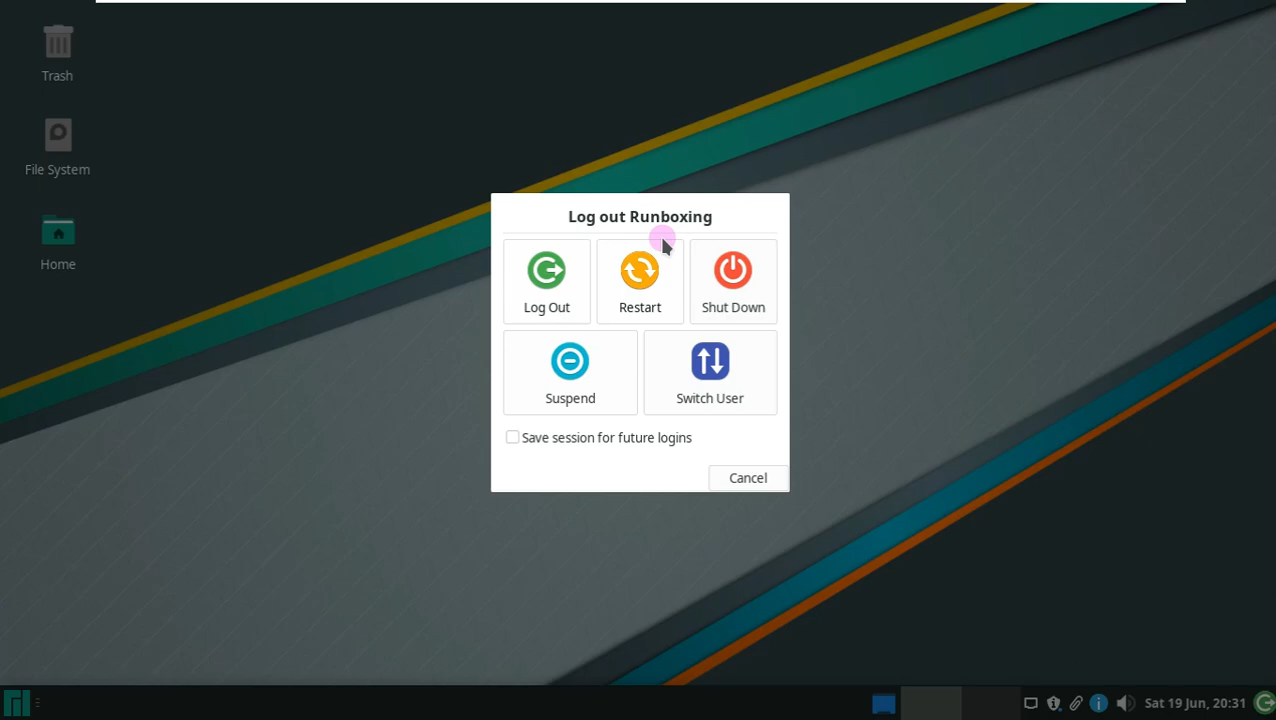 Trash
File System
Home
Log out Runboxing
Log Out
Restart
Shut Down
Suspend
Switch User
Save session for future logins
Cancel
Sat 19 Jun, 20:31